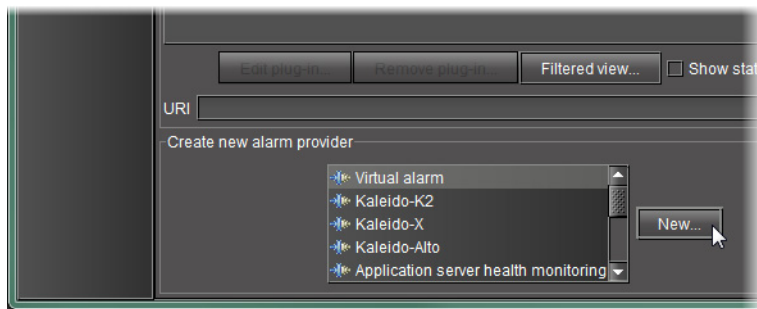 Edit plug-in... Remove plug-in... Filtered view... Show stat
URI
Create new alarm provider
Virtual alarm
Kaleido-K2
Kaleido-X
New...
Kaleido-Alto
Application server health monitoring